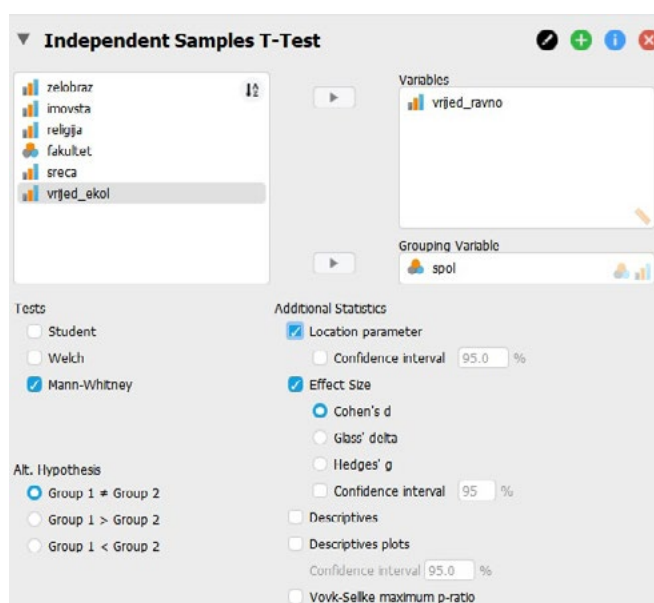 Independent Samples T-Test
zelobraz
imovsta
religija
fakultet
sreca
vrijed_ekol
Variables
vrijed_ravno
Grouping Variable
spol
Tests
Student
Welch
Mann-Whitney
Alt. Hypothesis
Group 1 ≠ Group 2
Group 1 > Group 2
Group 1 < Group 2
Additional Statistics
Location parameter
Confidence interval 95.0 %
Effect Size
Cohen's d
Glass' delta
Hedges' g
Confidence interval 95 %
Descriptives
Descriptives plots
Confidence interval 95.0 %
Vovk-Sellke maximum p-ratio